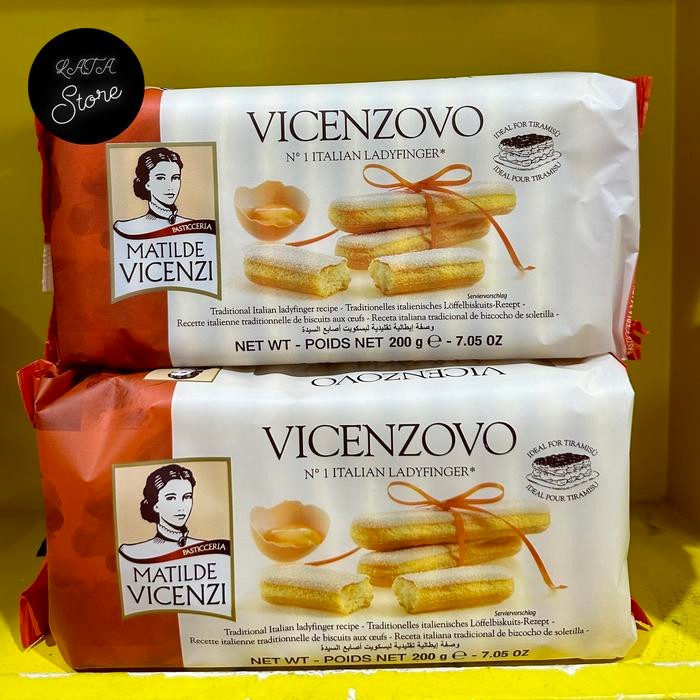 LATA
Store
VICENZOVO
N° 1 ITALIAN LADYFINGER*
IDEAL FOR TIRAMISÙ
IDEAL POUR TIRAMISU
PASTICCERIA
MATILDE
VICENZI
Serviervorschlag
Traditional Italian ladyfinger recipe - Traditionelles italienisches Löffelbiskuits-Rezept -
Recette italienne traditionnelle de biscuits aux œufs - Receta italiana tradicional de bizcocho de soletilla -
وصفة إيطالية تقليدية لبسكويت أصابع السيدة
NET WT - POIDS NET 200 g ℮ - 7.05 OZ
VICENZOVO
VICENZOVO
N° 1 ITALIAN LADYFINGER*
IDEAL FOR TIRAMISÙ
IDEAL POUR TIRAMISU
PASTICCERIA
MATILDE
VICENZI
Serviervorschlag
Traditional Italian ladyfinger recipe - Traditionelles italienisches Löffelbiskuits-Rezept -
Recette italienne traditionnelle de biscuits aux œufs - Receta italiana tradicional de bizcocho de soletilla -
وصفة إيطالية تقليدية لبسكويت أصابع السيدة
NET WT - POIDS NET 200 g ℮ - 7.05 OZ